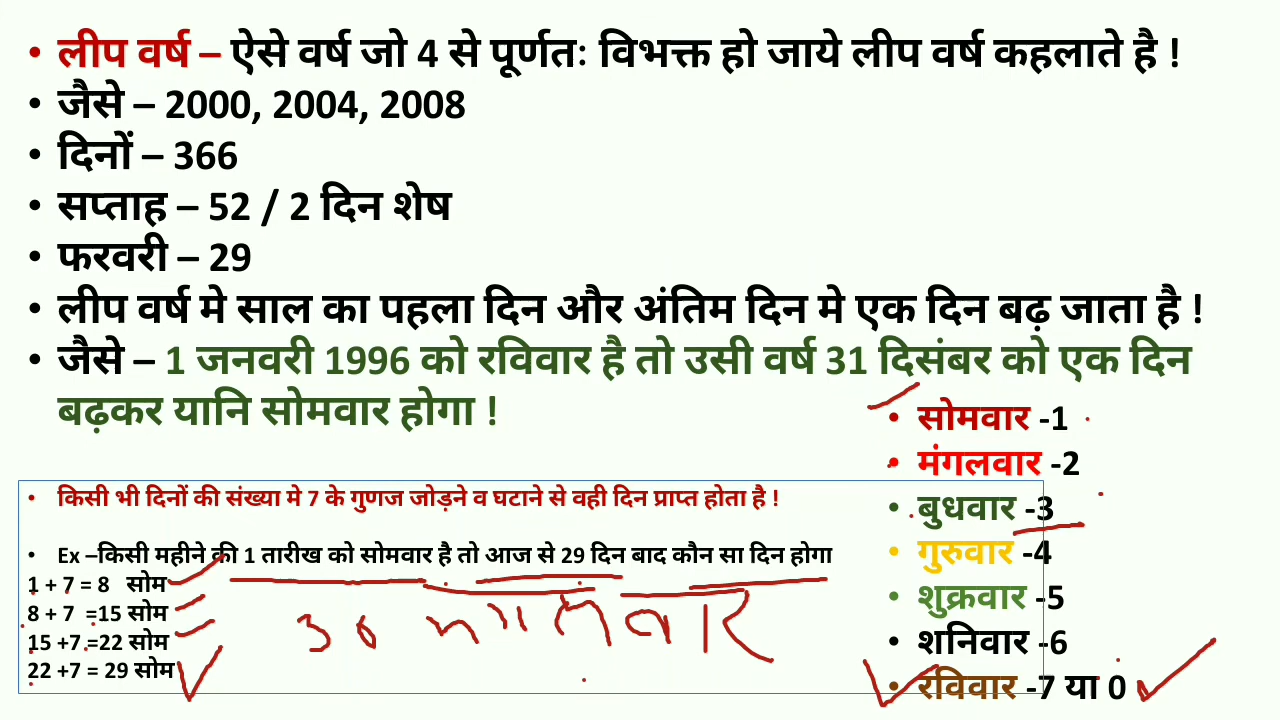 • लीप वर्ष – ऐसे वर्ष जो 4 से पूर्णतः विभक्त हो जाये लीप वर्ष कहलाते है !
• जैसे – 2000, 2004, 2008
• दिनों – 366
• सप्ताह – 52 / 2 दिन शेष
• फरवरी – 29
• लीप वर्ष मे साल का पहला दिन और अंतिम दिन मे एक दिन बढ़ जाता है !
• जैसे – 1 जनवरी 1996 को रविवार है तो उसी वर्ष 31 दिसंबर को एक दिन
बढ़कर यानि सोमवार होगा !
• किसी भी दिनों की संख्या मे 7 के गुणज जोड़ने व घटाने से वही दिन प्राप्त होता है !
• Ex –किसी महीने की 1 तारीख को सोमवार है तो आज से 29 दिन बाद कौन सा दिन होगा
1 + 7 = 8 सोम
8 + 7 =15 सोम
15 +7 =22 सोम
22 +7 = 29 सोम
30
• सोमवार -1
• मंगलवार -2
• बुधवार -3
• गुरुवार -4
• शुक्रवार -5
• शनिवार -6
• रविवार -7 या 0